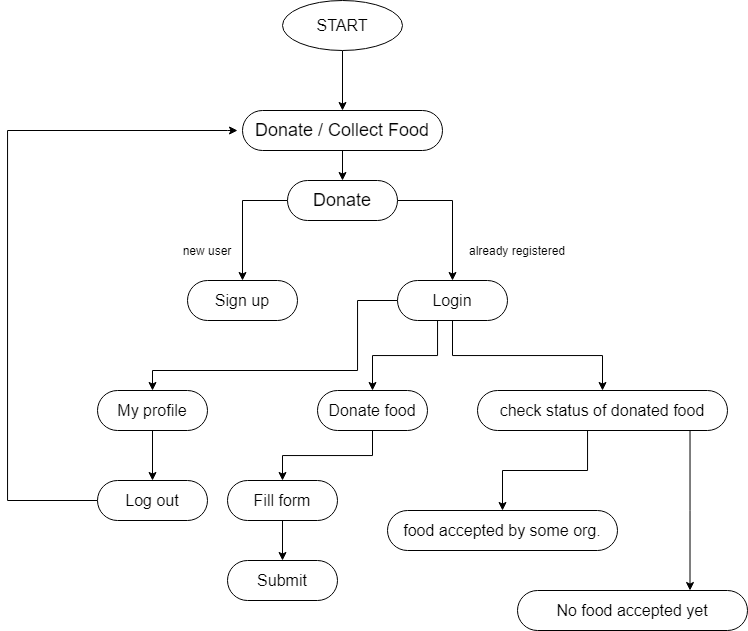 START
Donate / Collect Food
Donate
new user
already registered
Sign up
Login
My profile
Donate food
check status of donated food
Log out
Fill form
food accepted by some org.
Submit
No food accepted yet